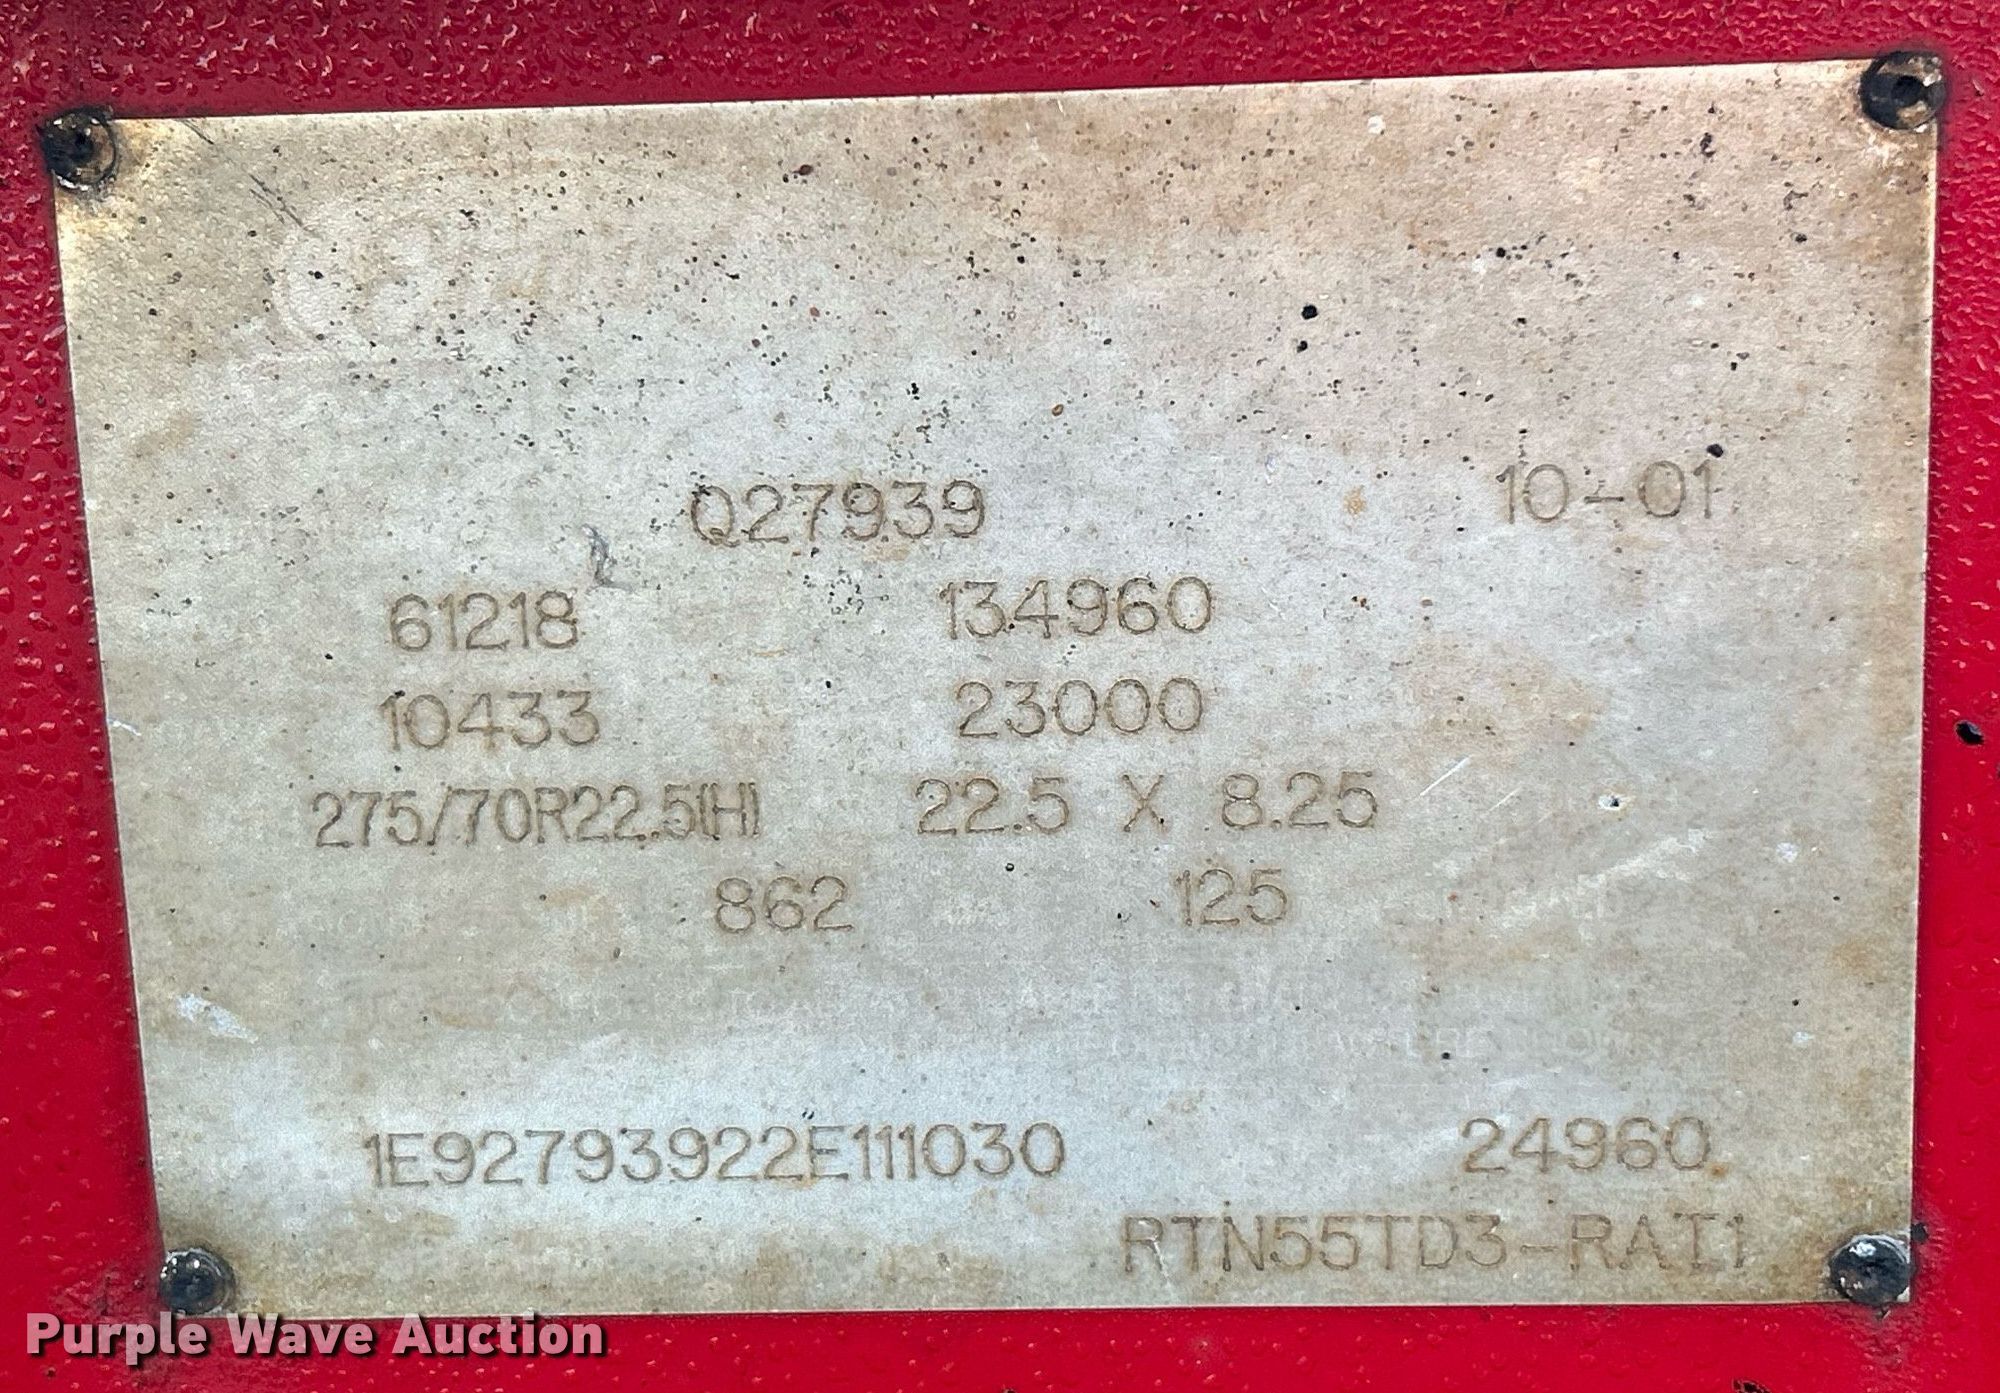 Q27939 10-01
61218 134960
10433 23000
275/70R22.5(H) 22.5 X 8.25
862 125
1E92793922E111030 24960
RTN55TD3-RAI1
Purple Wave Auction